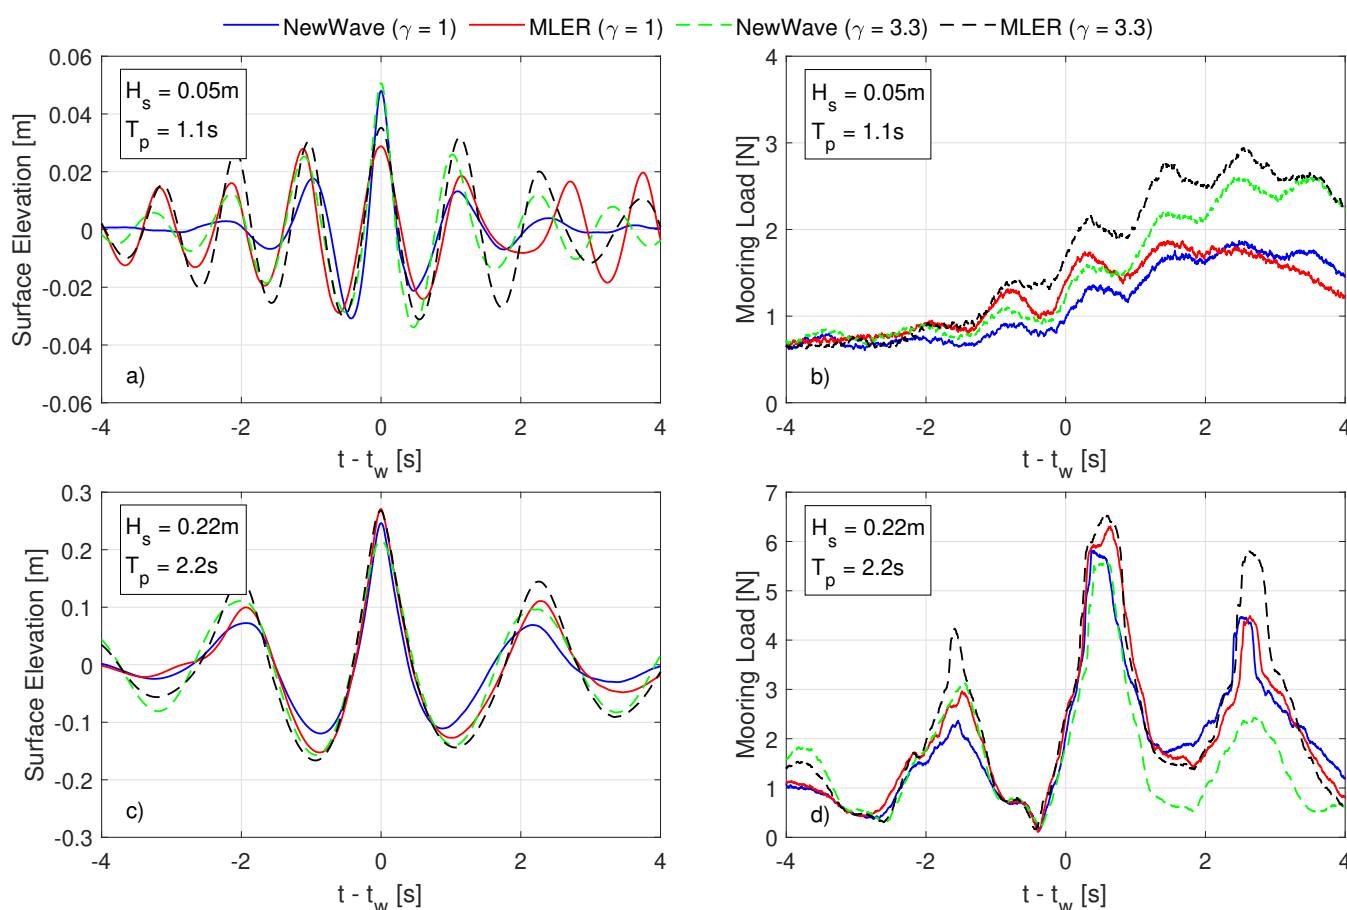 NewWave (γ = 1) MLER (γ = 1) NewWave (γ = 3.3) MLER (γ = 3.3)
0.06
0.04
0.02
0
-0.02
-0.04
-0.06
Surface Elevation [m]
H_s = 0.05m
T_p = 1.1s
a)
-4 -2 0 2 4
t - t_w [s]
4
3
2
1
0
Mooring Load [N]
H_s = 0.05m
T_p = 1.1s
b)
-4 -2 0 2 4
t - t_w [s]
0.3
0.2
0.1
0
-0.1
-0.2
-0.3
Surface Elevation [m]
H_s = 0.22m
T_p = 2.2s
c)
-4 -2 0 2 4
t - t_w [s]
7
6
5
4
3
2
1
0
Mooring Load [N]
H_s = 0.22m
T_p = 2.2s
d)
-4 -2 0 2 4
t - t_w [s]